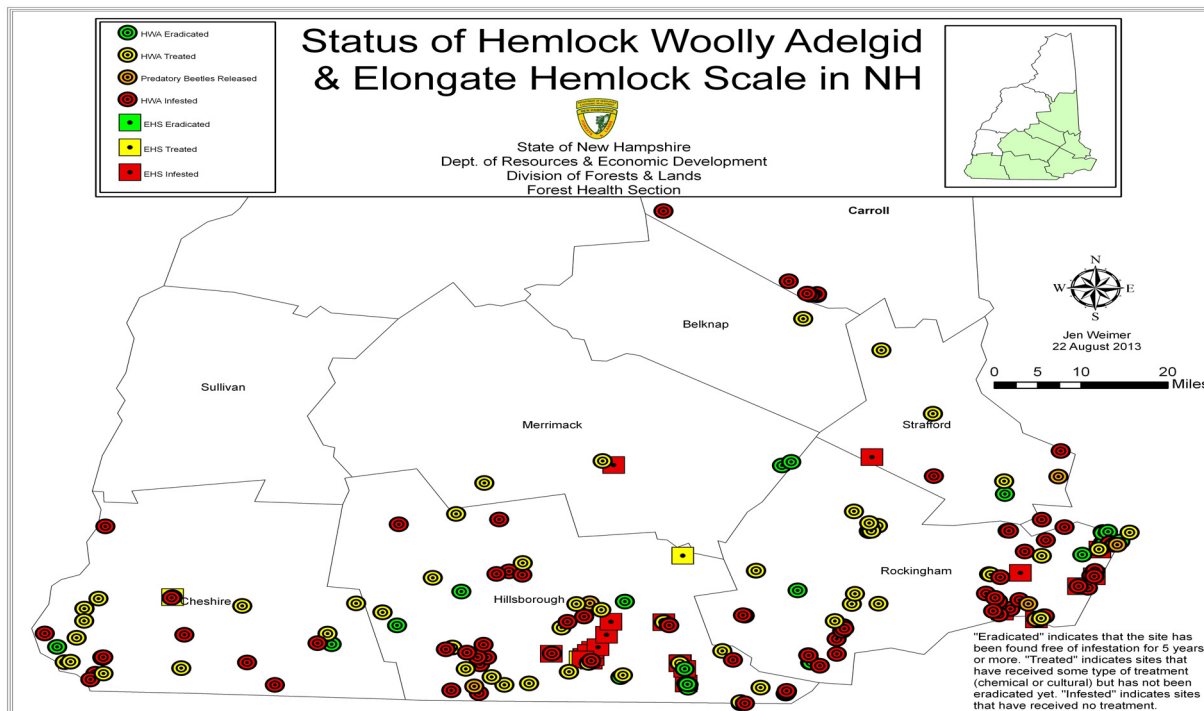 HWA Eradicated
HWA Treated
Predatory Beetles Released
HWA Infested
EHS Eradicated
EHS Treated
EHS Infested
Status of Hemlock Woolly Adelgid
& Elongate Hemlock Scale in NH
State of New Hampshire
Dept. of Resources & Economic Development
Division of Forests & Lands
Forest Health Section
Carroll
N
W E
S
Jen Weimer
22 August 2013
0 5 10 20
Miles
Belknap
Sullivan
Merrimack
Strafford
Rockingham
Hillsborough
Cheshire
"Eradicated" indicates that the site has
been found free of infestation for 5 years
or more. "Treated" indicates sites that
have received some type of treatment
(chemical or cultural) but has not been
eradicated yet. "Infested" indicates sites
that have received no treatment.